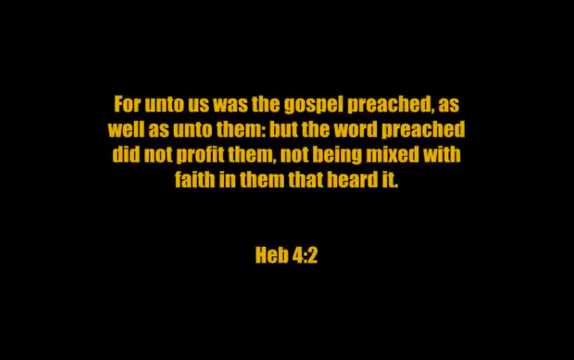 For unto us was the gospel preached, as
well as unto them: but the word preached
did not profit them, not being mixed with
faith in them that heard it.
Heb 4:2